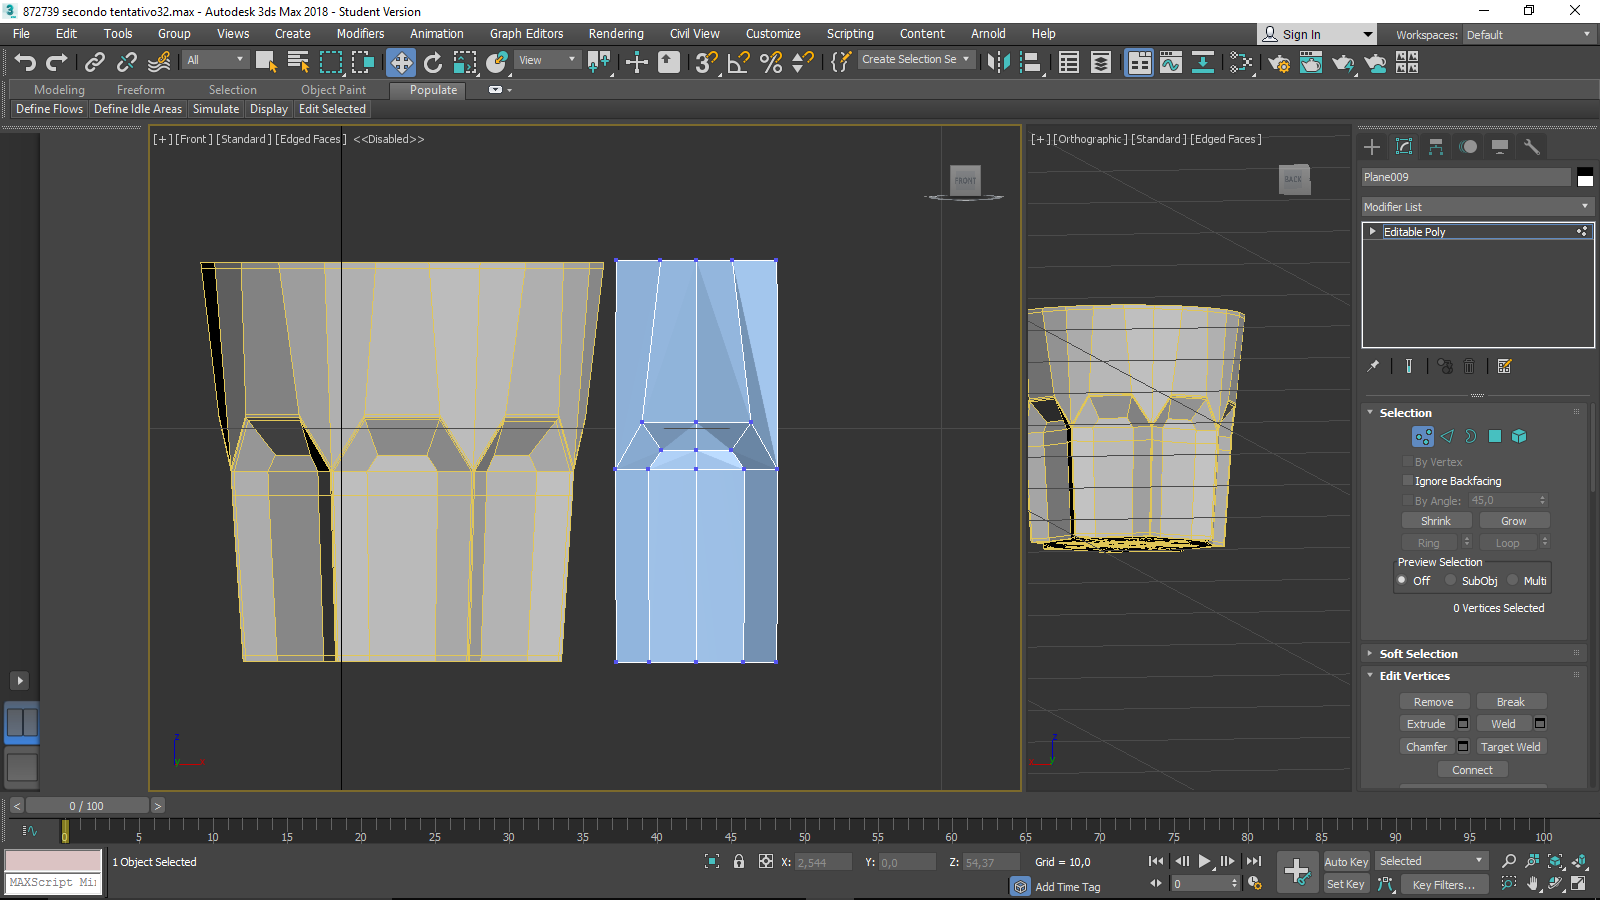 872739 secondo tentativo32.max - Autodesk 3ds Max 2018 - Student Version
File Edit Tools Group Views Create Modifiers Animation Graph Editors Rendering Civil View Customize Scripting Content Arnold Help Sign In Workspaces: Default
All View Create Selection Se
Modeling Freeform Selection Object Paint Populate
Define Flows Define Idle Areas Simulate Display Edit Selected
[+] [Front] [Standard] [Edged Faces] <<Disabled>>
[+] [Orthographic] [Standard] [Edged Faces]
FRONT
BACK
Plane009
Modifier List
Editable Poly
Selection
By Vertex
Ignore Backfacing
By Angle: 45,0
Shrink Grow
Ring Loop
Preview Selection
Off SubObj Multi
0 Vertices Selected
Soft Selection
Edit Vertices
Remove Break
Extrude Weld
Chamfer Target Weld
Connect
z
x
z
< 0 / 100 >
0 5 10 15 20 25 30 35 40 45 50 55 60 65 70 75 80 85 90 95 100
1 Object Selected X: 2,544 Y: 0,0 Z: 54,37 Grid = 10,0 Auto Key Selected
MAXScript Mi Add Time Tag 0 Set Key Key Filters...